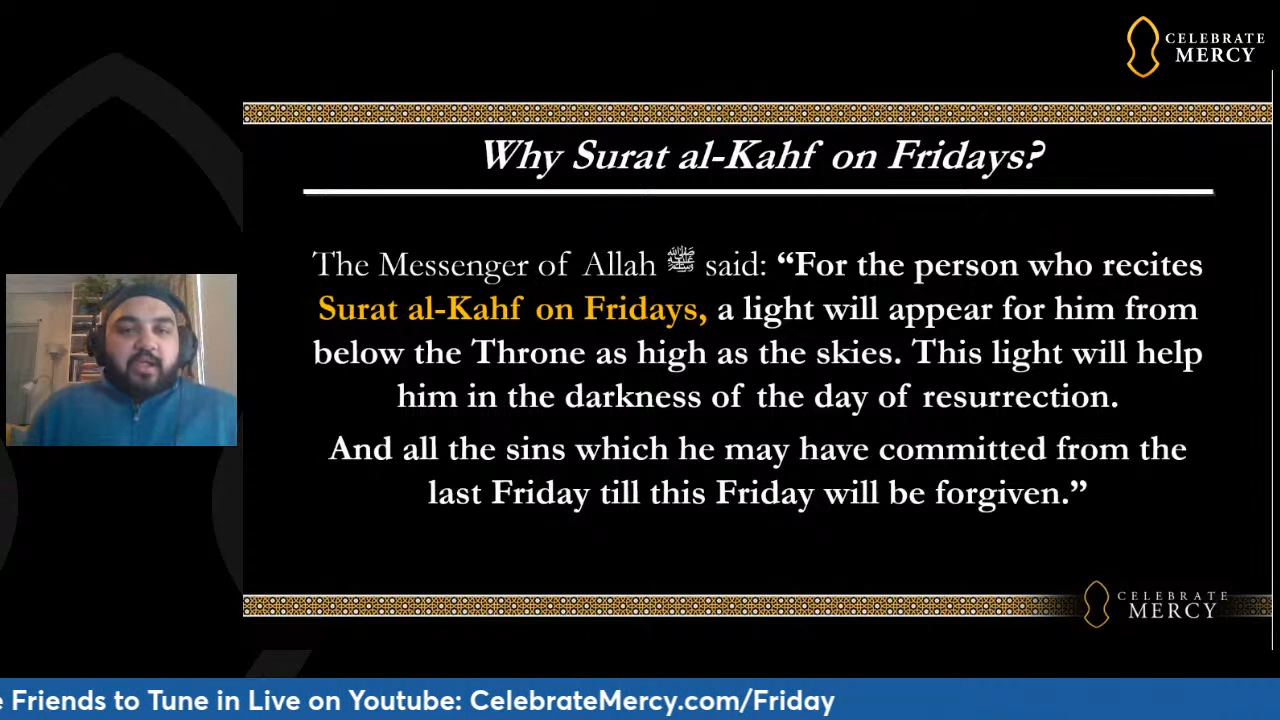 CELEBRATE
MERCY
Why Surat al-Kahf on Fridays?
The Messenger of Allah ﷺ said: “For the person who recites
Surat al-Kahf on Fridays, a light will appear for him from
below the Throne as high as the skies. This light will help
him in the darkness of the day of resurrection.
And all the sins which he may have committed from the
last Friday till this Friday will be forgiven.”
CELEBRATE
MERCY
Friends to Tune in Live on Youtube: CelebrateMercy.com/Friday